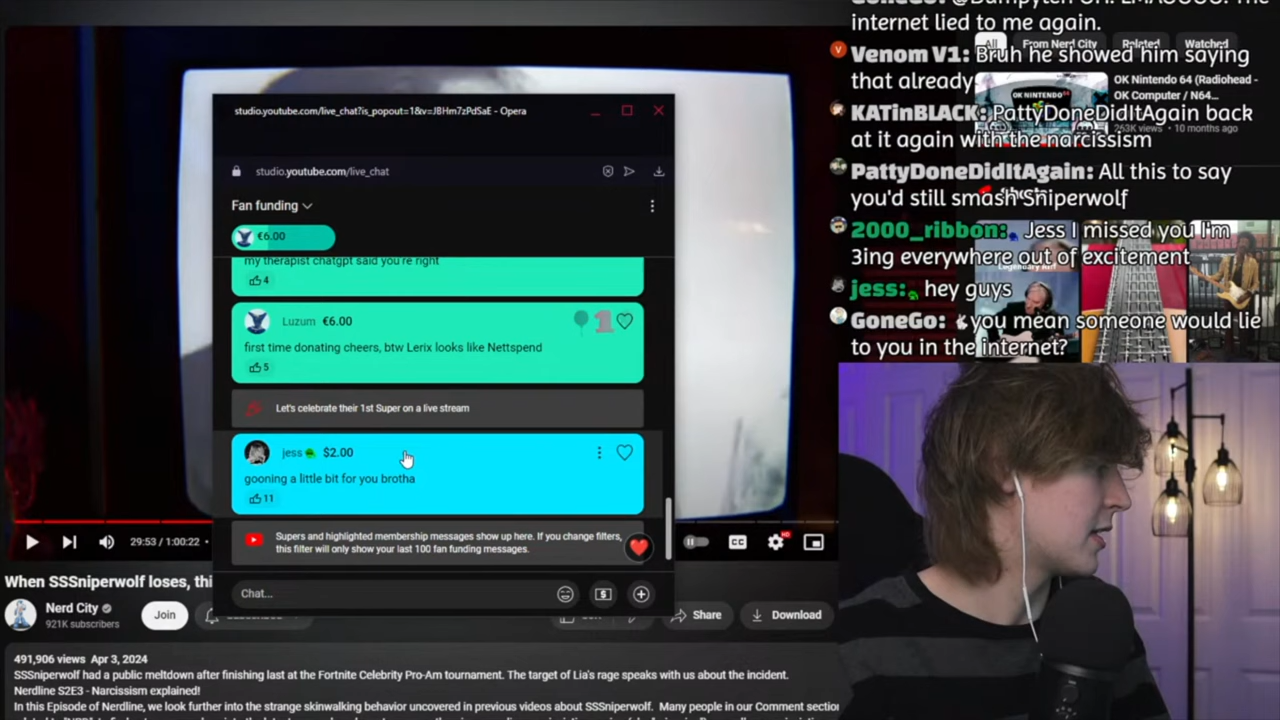 studio.youtube.com/live_chat?is_popout=1&v=JBHm7zPdSaE - Opera
studio.youtube.com/live_chat
Fan funding
€6.00
my therapist chatgpt said you're right
4
Luzum €6.00
1
first time donating cheers, btw Lerix looks like Nettspend
5
Let's celebrate their 1st Super on a live stream
jess $2.00
gooning a little bit for you brotha
11
Supers and highlighted membership messages show up here. If you change filters,
this filter will only show your last 100 fan funding messages.
Chat...
29:53 / 1:00:22
CC
HD
When SSSniperwolf loses, thi
Nerd City
921K subscribers
Join
Share
Download
491,906 views Apr 3, 2024
SSSniperwolf had a public meltdown after finishing last at the Fortnite Celebrity Pro-Am tournament. The target of Lia's rage speaks with us about the incident.
Nerdline S2E3 - Narcissism explained!
In this Episode of Nerdline, we look further into the strange skinwalking behavior uncovered in previous videos about SSSniperwolf. Many people in our Comment section
internet lied to me again.
All
From Nerd City
Related
Watched
Venom V1: Bruh he showed him saying
that already
OK Nintendo 64 (Radiohead -
OK Computer / N64...
OK NINTENDO
263K views • 10 months ago
KATinBLACK: PattyDoneDidItAgain back
at it again with the narcissism
PattyDoneDidItAgain: All this to say
you'd still smash Sniperwolf
2000_ribbon: Jess I missed you I'm
3ing everywhere out of excitement
jess: hey guys
GoneGo: you mean someone would lie
to you in the internet?